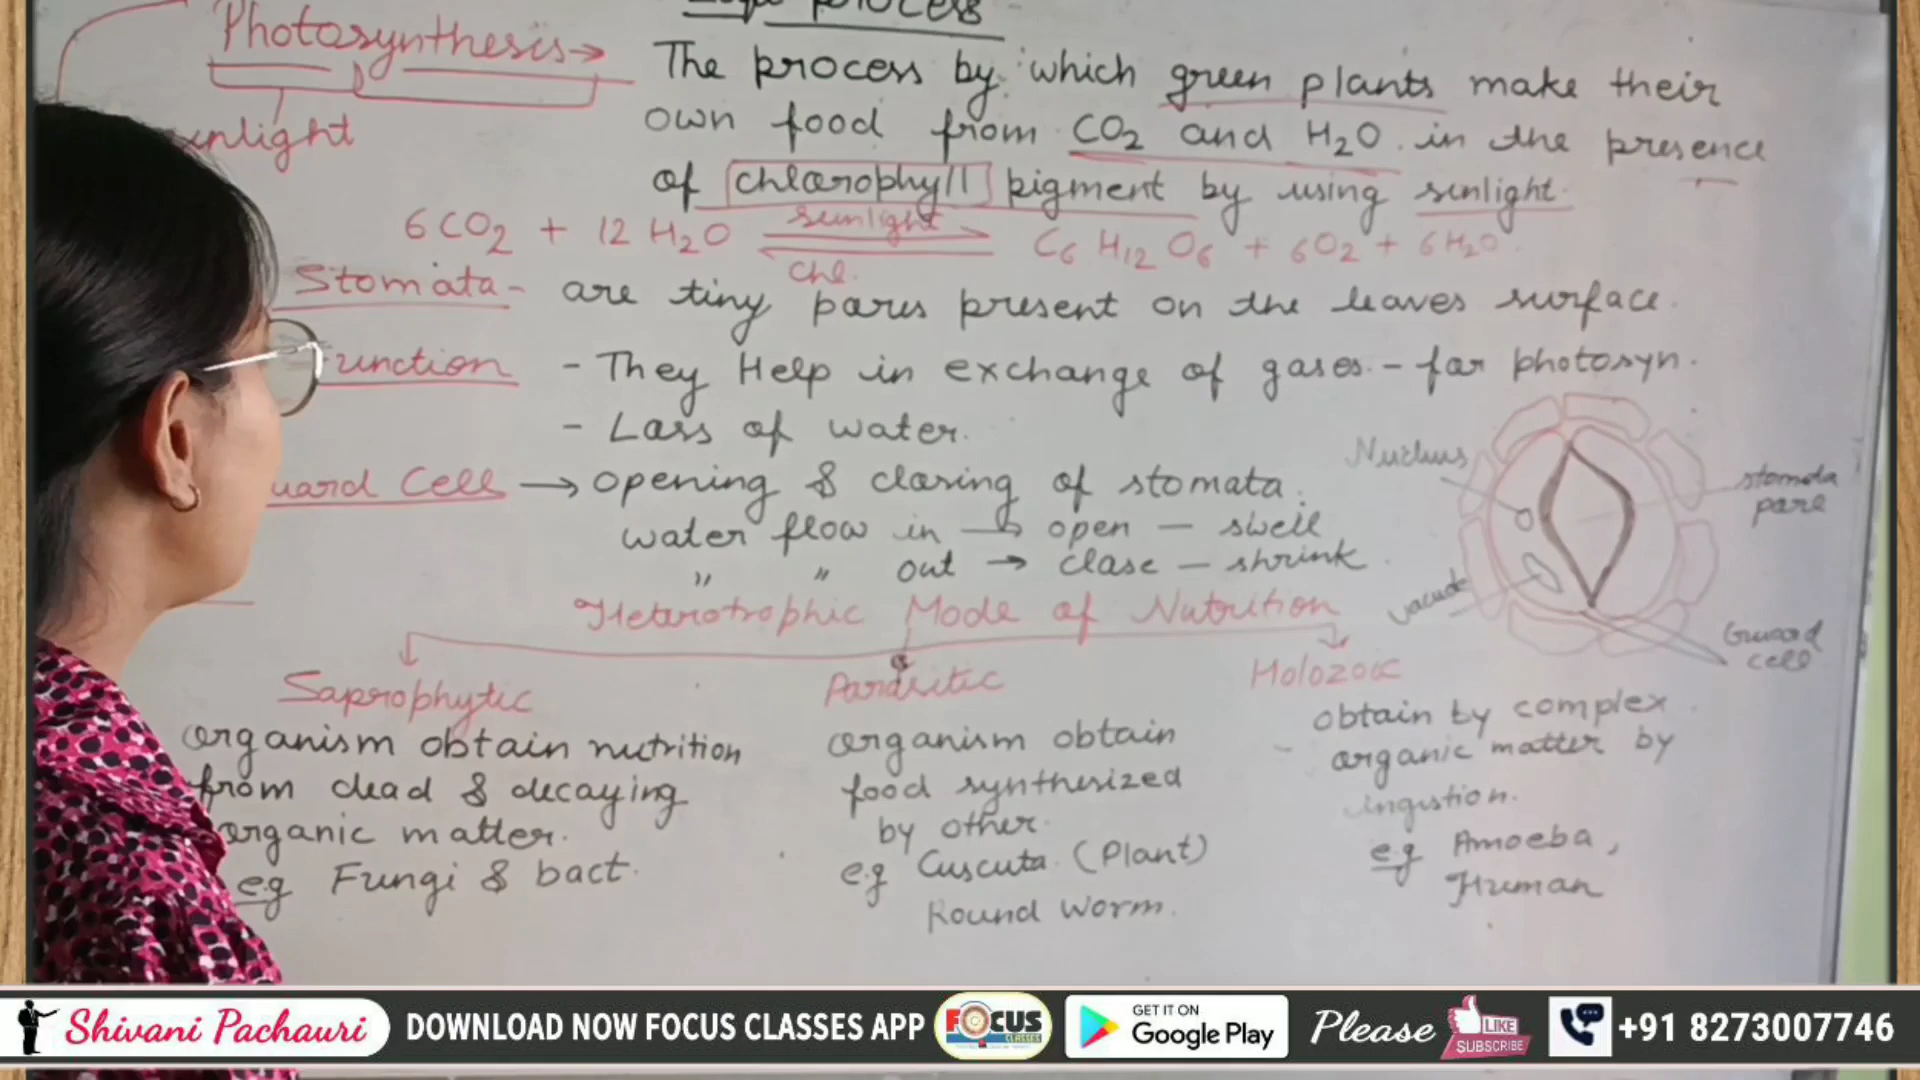 Life process
Photosynthesis →
The process by which green plants make their
own food from CO2 and H2O in the presence
sunlight
of chlorophyll pigment by using sunlight
6CO2 + 12 H2O sunlight chl. C6 H12 O6 + 6O2 + 6H2O
Stomata - are tiny pores present on the leaves surface.
Function - They Help in exchange of gases - for photosyn.
- Loss of water.
Guard Cell → opening & closing of stomata.
water flow in → open - swell
" " out → close - shrink
Nucleus
stomata
pore
vacuole
Guard
cell
Heterotrophic Mode of Nutrition
Saprophytic
organism obtain nutrition
from dead & decaying
organic matter.
e.g Fungi & bact.
Parasitic
organism obtain
food synthesized
by other.
e.g Cuscuta (Plant)
Round worm.
Holozoic
obtain by complex
organic matter by
ingistion.
e.g Amoeba,
Human
Shivani Pachauri
DOWNLOAD NOW FOCUS CLASSES APP
FOCUS
CLASSES
GET IT ON
Google Play
Please
LIKE
SUBSCRIBE
+91 8273007746